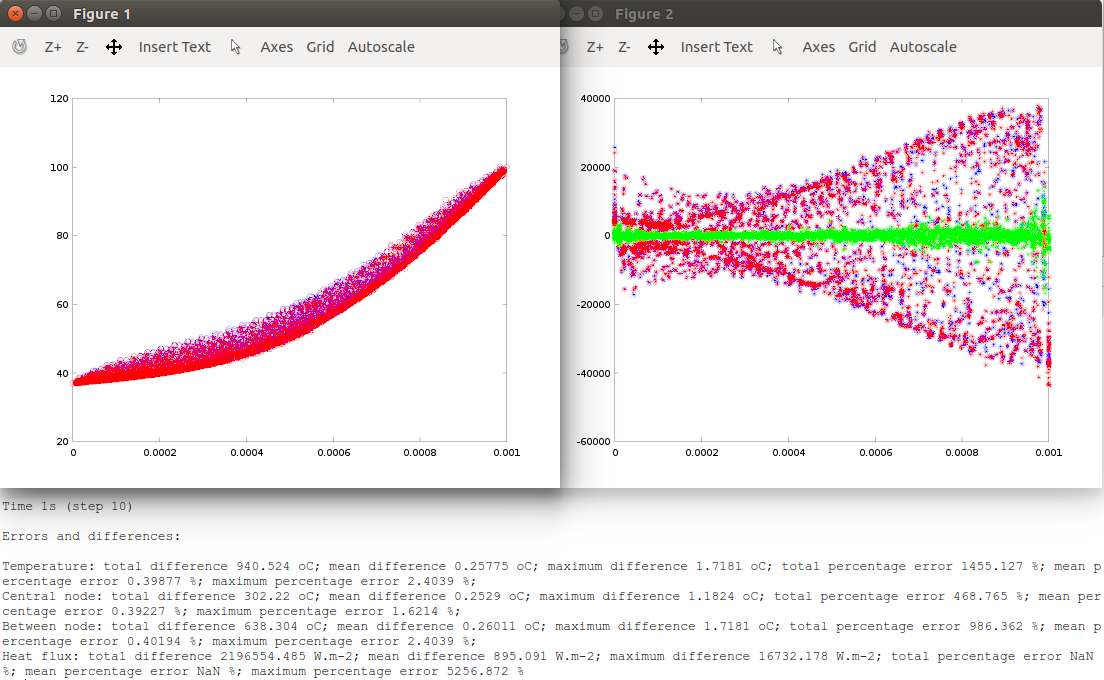 Figure 1
Figure 2
Z+ Z- Insert Text Axes Grid Autoscale
Z+ Z- Insert Text Axes Grid Autoscale
120
100
80
60
40
20
0 0.0002 0.0004 0.0006 0.0008 0.001
40000
20000
0
-20000
-40000
-60000
0 0.0002 0.0004 0.0006 0.0008 0.001
Time 1s (step 10)
Errors and differences:
Temperature: total difference 940.524 oC; mean difference 0.25775 oC; maximum difference 1.7181 oC; total percentage error 1455.127 %; mean p
ercentage error 0.39877 %; maximum percentage error 2.4039 %;
Central node: total difference 302.22 oC; mean difference 0.2529 oC; maximum difference 1.1824 oC; total percentage error 468.765 %; mean per
centage error 0.39227 %; maximum percentage error 1.6214 %;
Between node: total difference 638.304 oC; mean difference 0.26011 oC; maximum difference 1.7181 oC; total percentage error 986.362 %; mean p
ercentage error 0.40194 %; maximum percentage error 2.4039 %;
Heat flux: total difference 2196554.485 W.m-2; mean difference 895.091 W.m-2; maximum difference 16732.178 W.m-2; total percentage error NaN
%; mean percentage error NaN %; maximum percentage error 5256.872 %